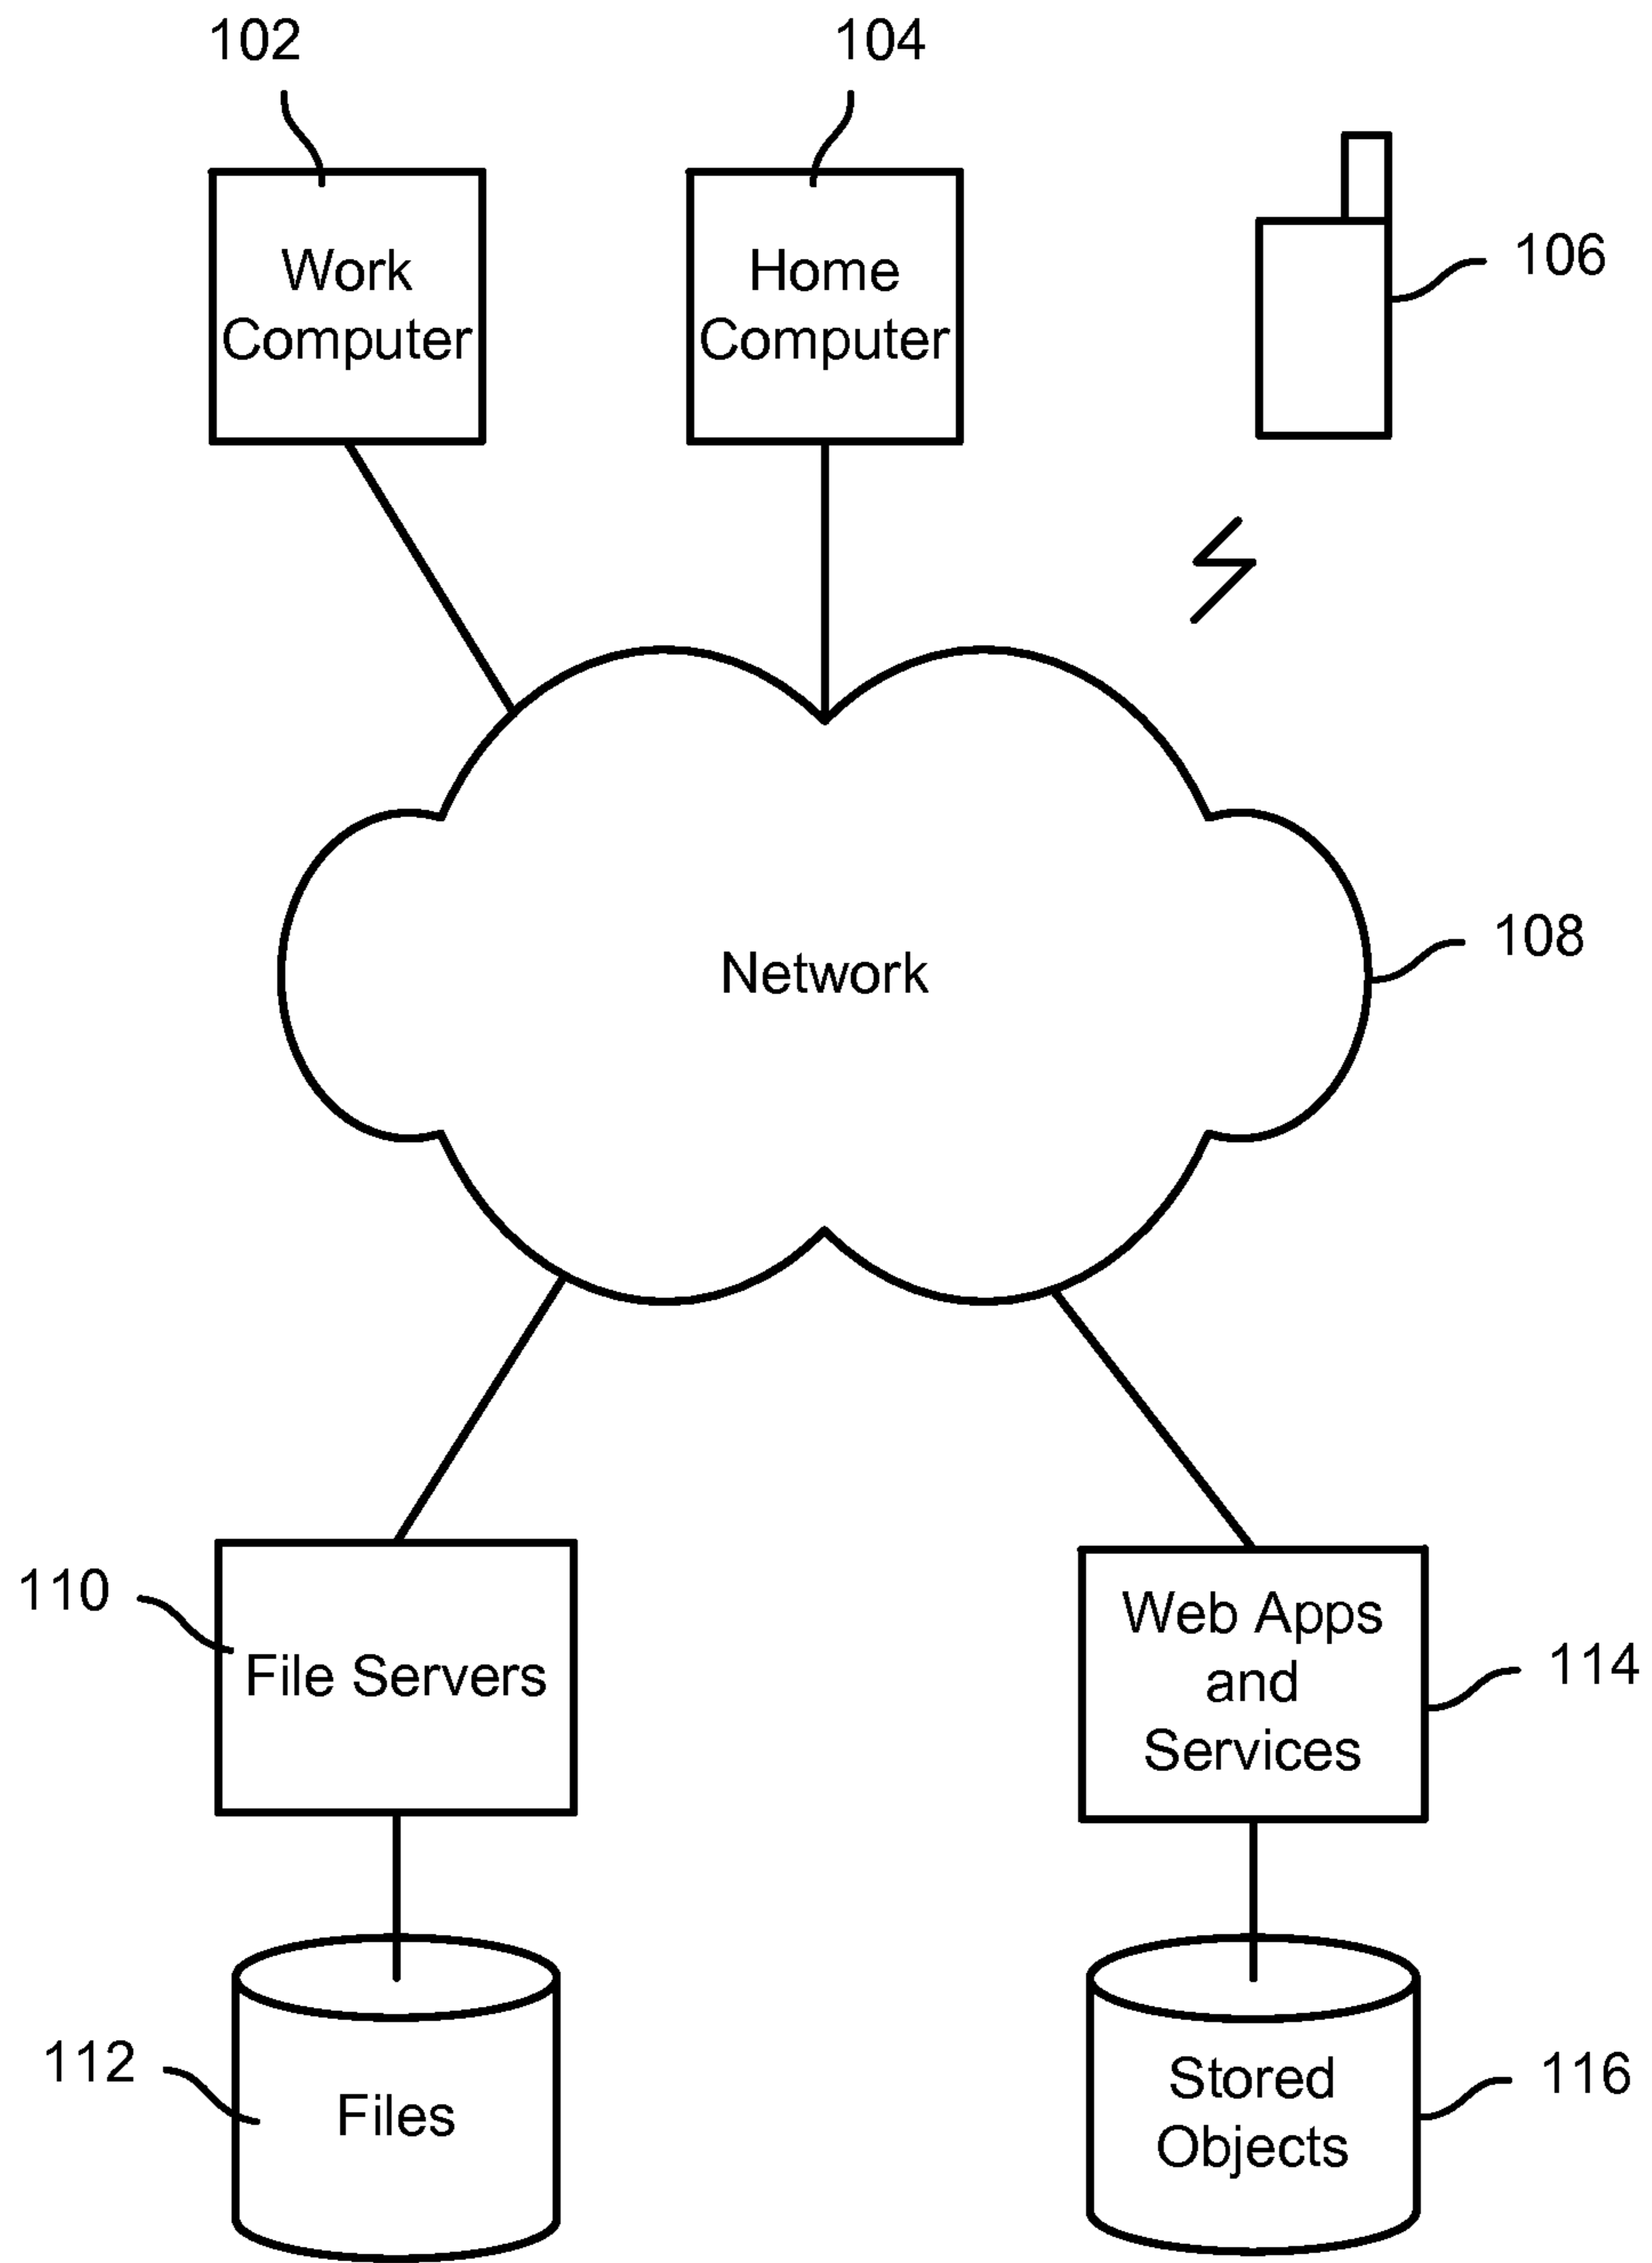 102
104
Work
Computer
Home
Computer
106
Network
108
110
File Servers
Web Apps
and
Services
114
112
Files
Stored
Objects
116